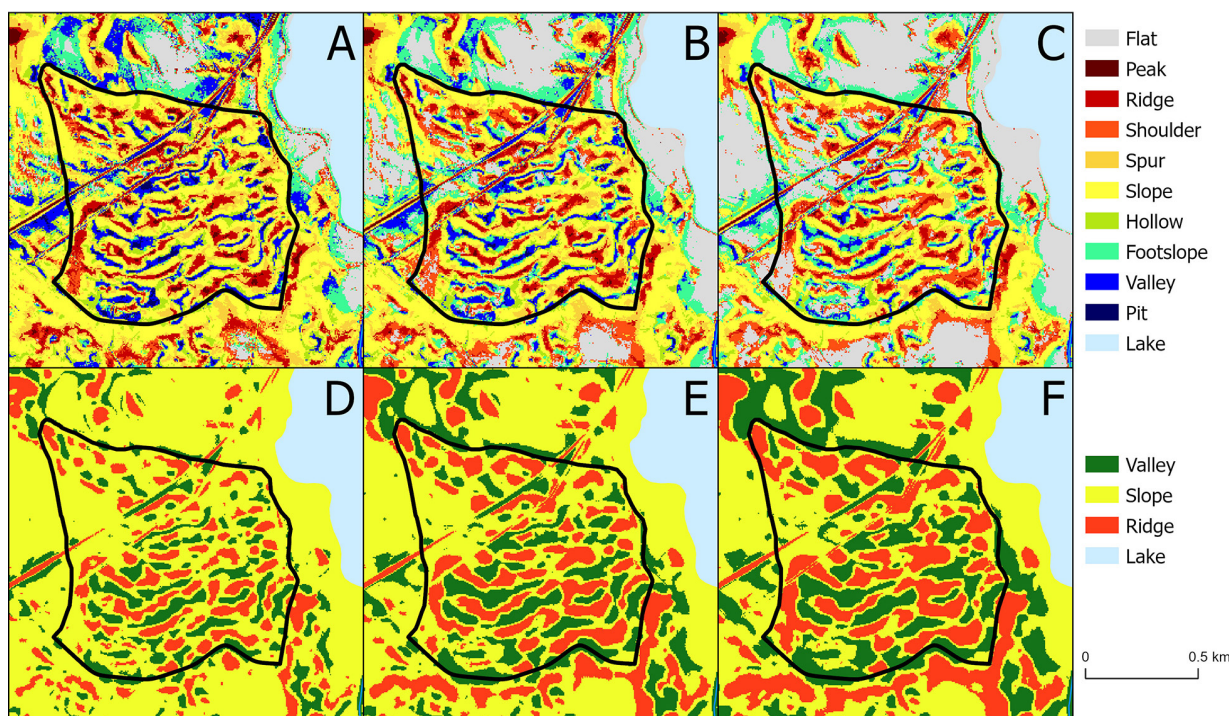 A
B
C
Flat
Peak
Ridge
Shoulder
Spur
Slope
Hollow
Footslope
Valley
Pit
Lake
D
E
F
Valley
Slope
Ridge
Lake
0 0.5 km